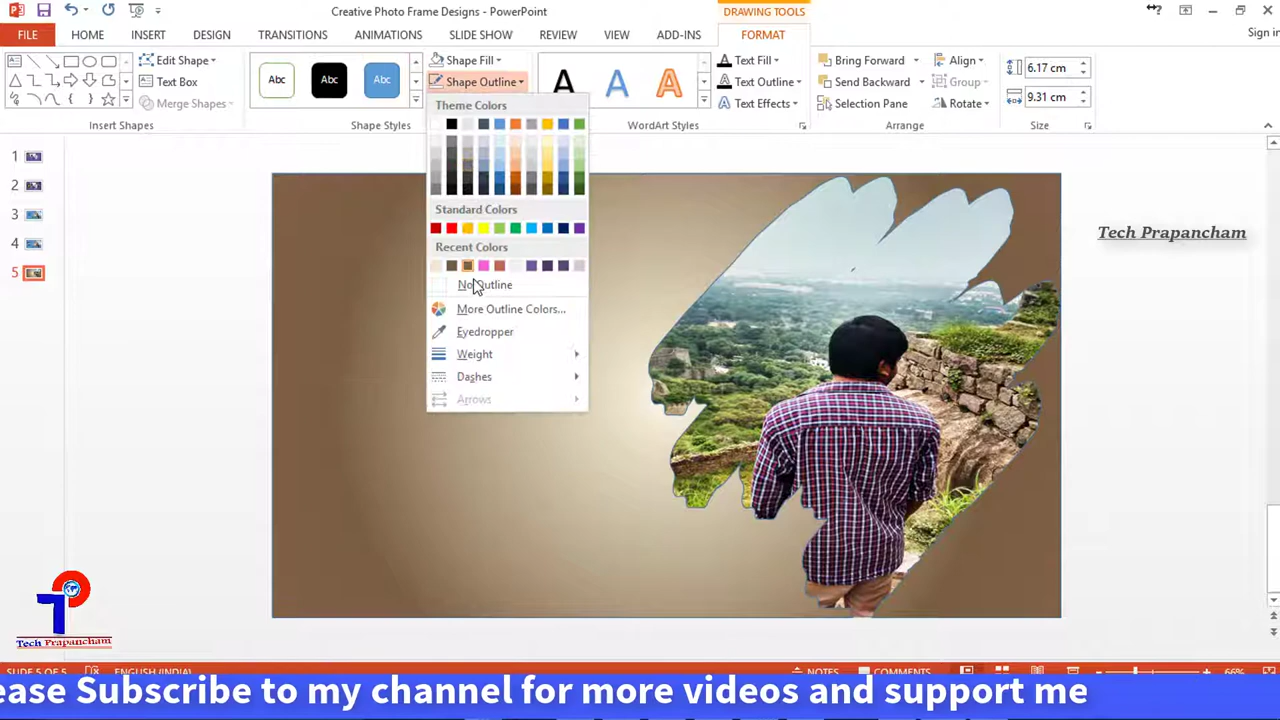 Creative Photo Frame Designs - PowerPoint
DRAWING TOOLS
FILE HOME INSERT DESIGN TRANSITIONS ANIMATIONS SLIDE SHOW REVIEW VIEW ADD-INS FORMAT
Sign in
Edit Shape
Text Box
Merge Shapes
Insert Shapes
Abc Abc Abc
Shape Styles
Shape Fill
Shape Outline
A A A
WordArt Styles
Text Fill
Text Outline
Text Effects
Bring Forward
Send Backward
Selection Pane
Align
Group
Rotate
Arrange
6.17 cm
9.31 cm
Size
Theme Colors
Standard Colors
Recent Colors
No Outline
More Outline Colors...
Eyedropper
Weight
Dashes
Arrows
1
2
3
4
5
Tech Prapancham
Tech Prapancham
SLIDE 5 OF 5 ENGLISH (INDIA) NOTES COMMENTS 66%
ease Subscribe to my channel for more videos and support me